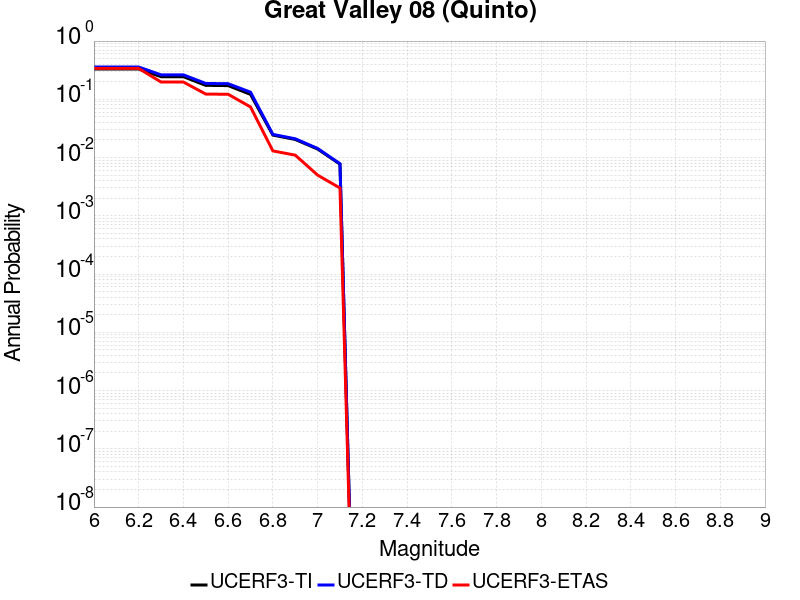 Great Valley 08 (Quinto)
10^0
10^-1
10^-2
10^-3
10^-4
10^-5
10^-6
10^-7
10^-8
Annual Probability
6 6.2 6.4 6.6 6.8 7 7.2 7.4 7.6 7.8 8 8.2 8.4 8.6 8.8 9
Magnitude
UCERF3-TI UCERF3-TD UCERF3-ETAS